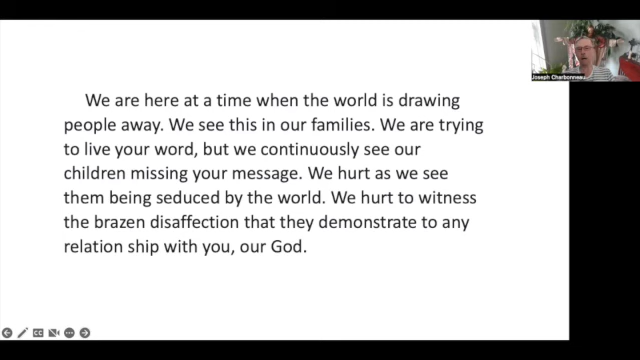 Joseph Charbonneau
We are here at a time when the world is drawing
people away. We see this in our families. We are trying
to live your word, but we continuously see our
children missing your message. We hurt as we see
them being seduced by the world. We hurt to witness
the brazen disaffection that they demonstrate to any
relation ship with you, our God.